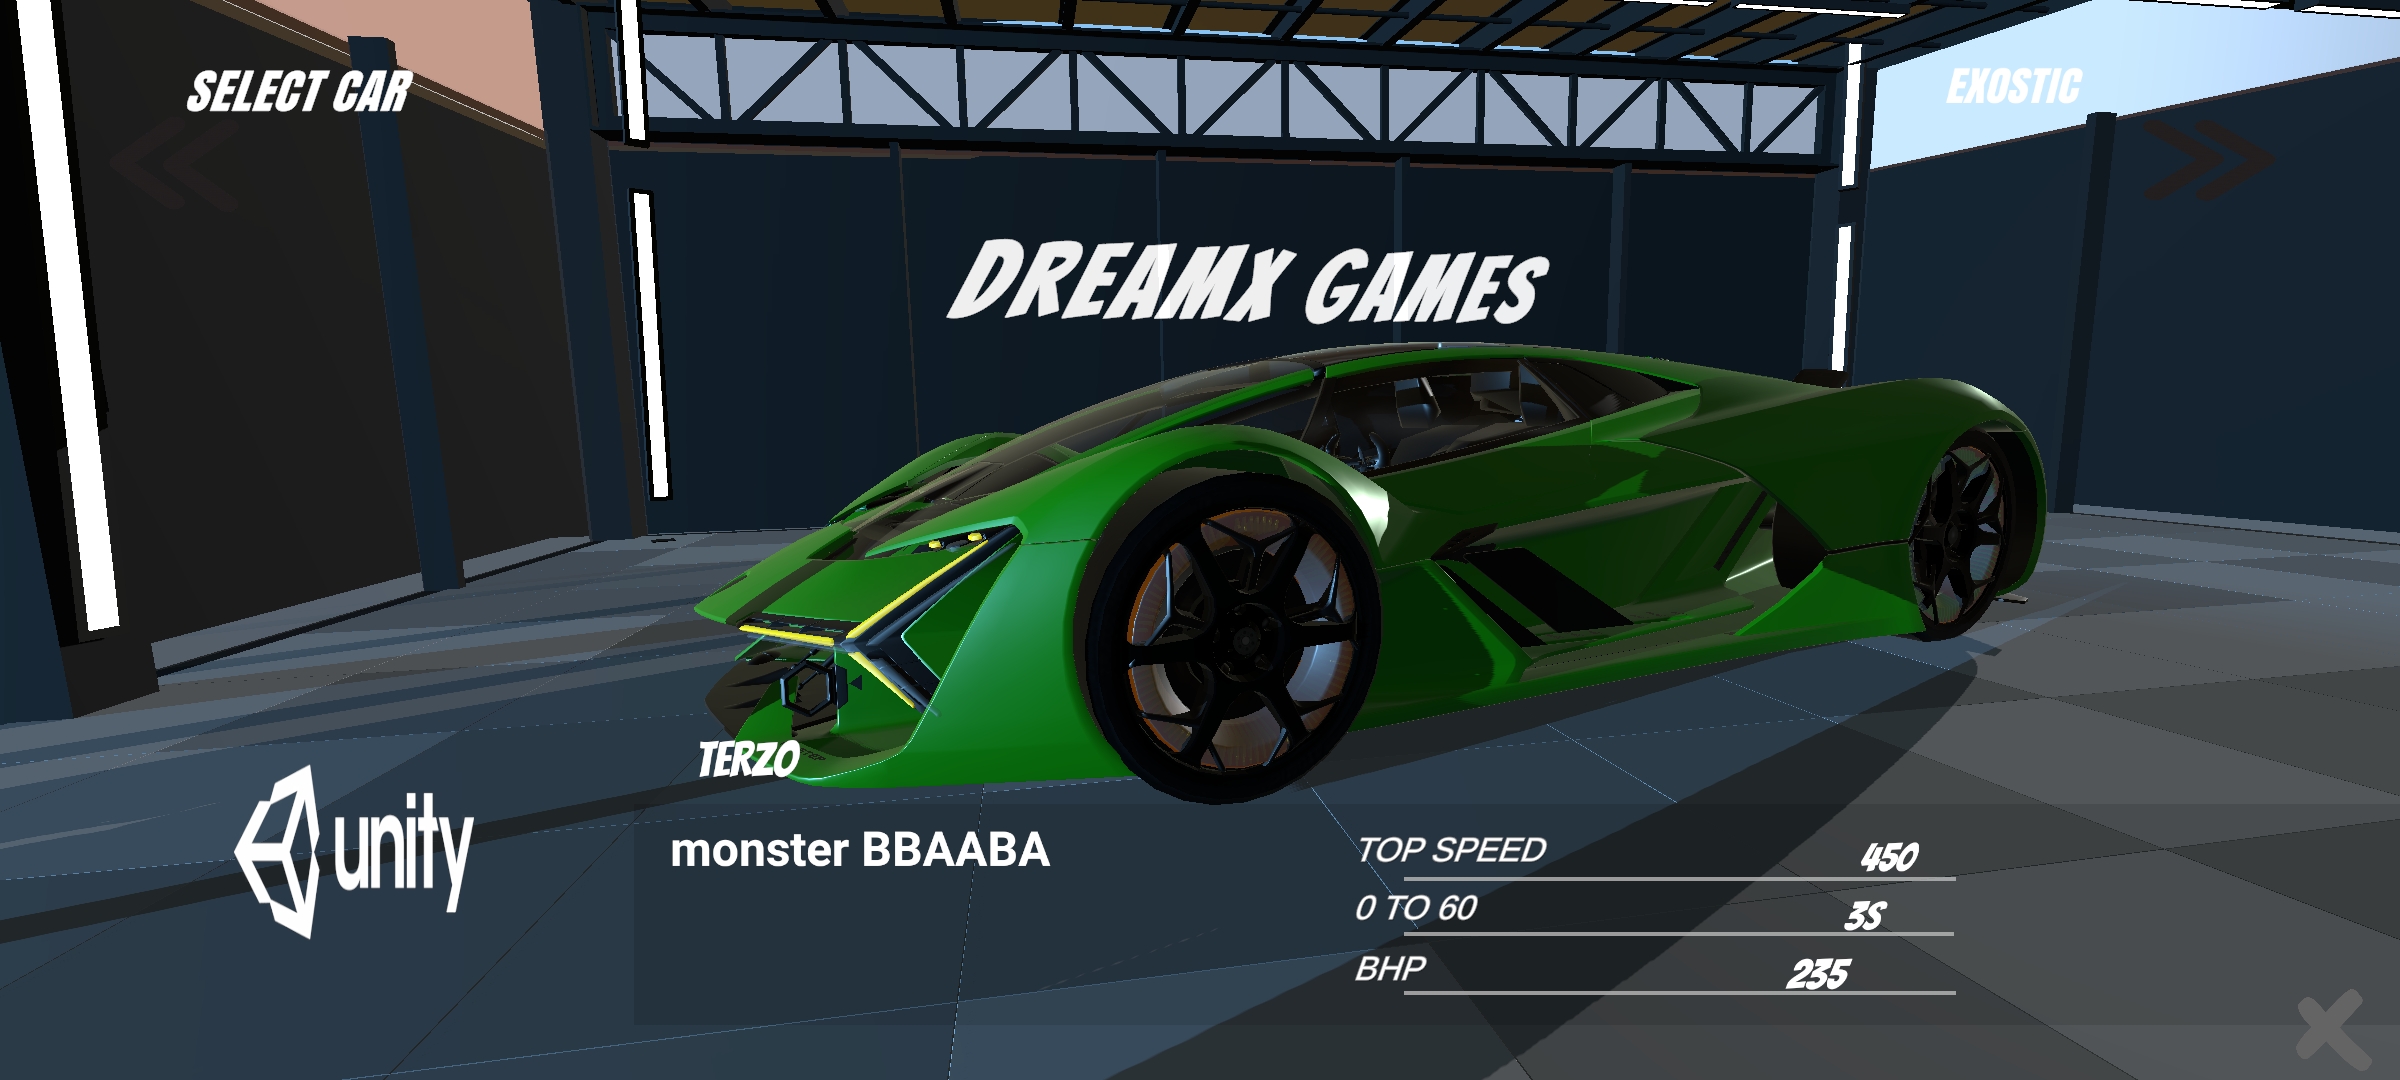 SELECT CAR
EXOSTIC
DREAMX GAMES
TERZO
unity
monster BBAABA
TOP SPEED 450
0 TO 60 3S
BHP 235